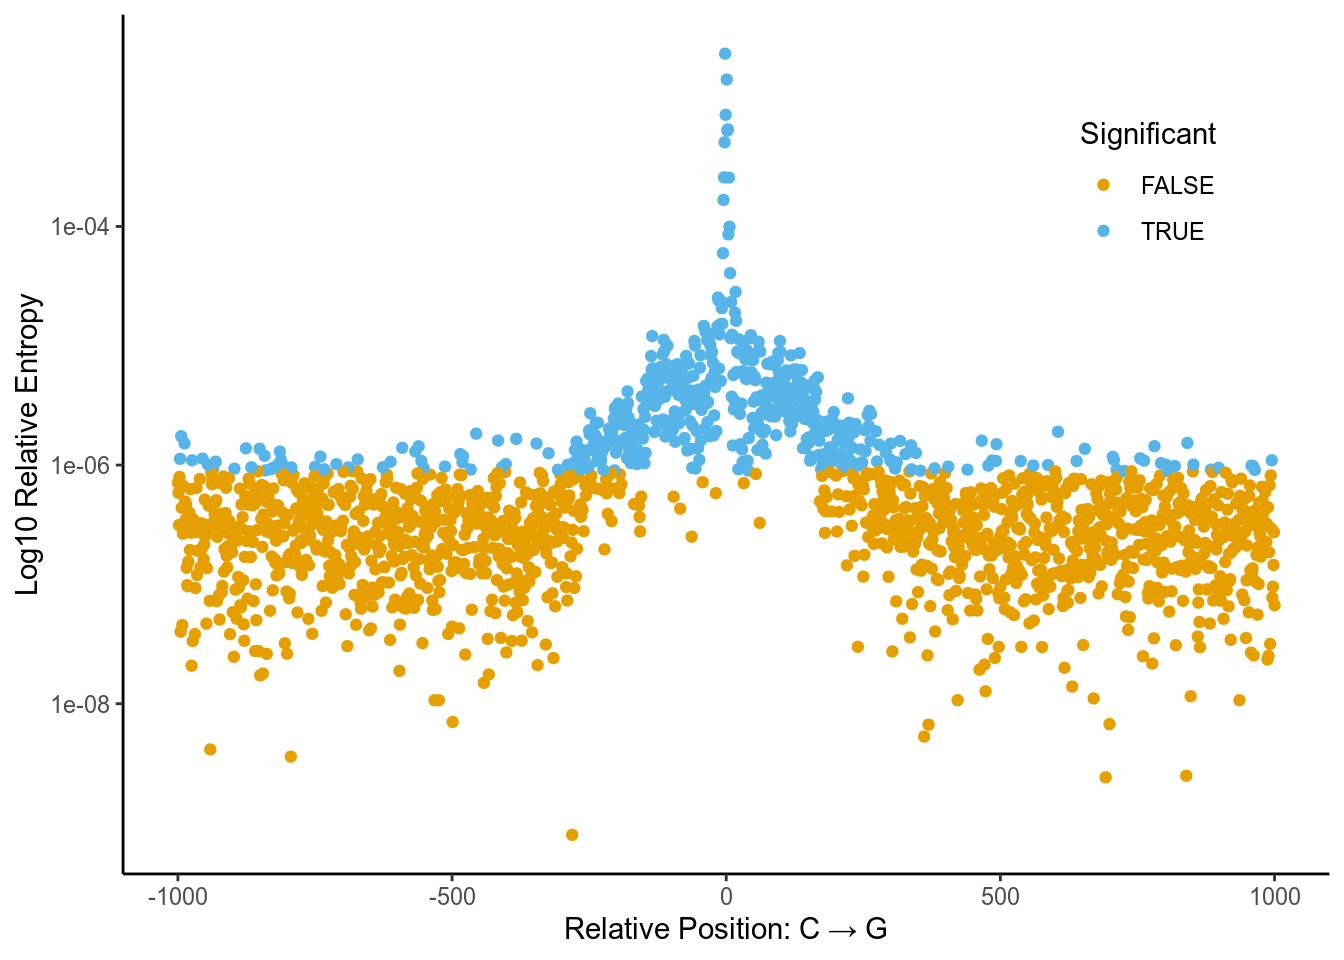 Significant
FALSE
TRUE
Log10 Relative Entropy
1e-04
1e-06
1e-08
-1000
-500
0
500
1000
Relative Position: C → G